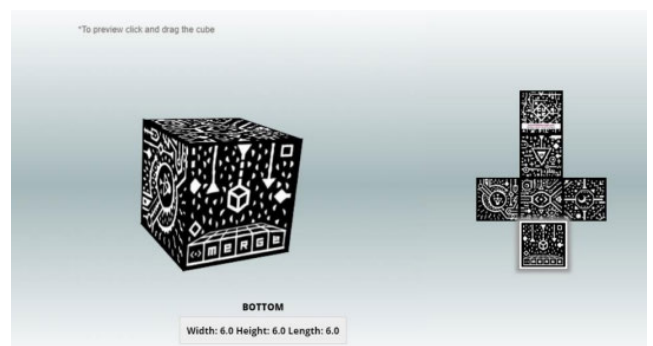 *To preview click and drag the cube
MERGE
BOTTOM
Width: 6.0 Height: 6.0 Length: 6.0